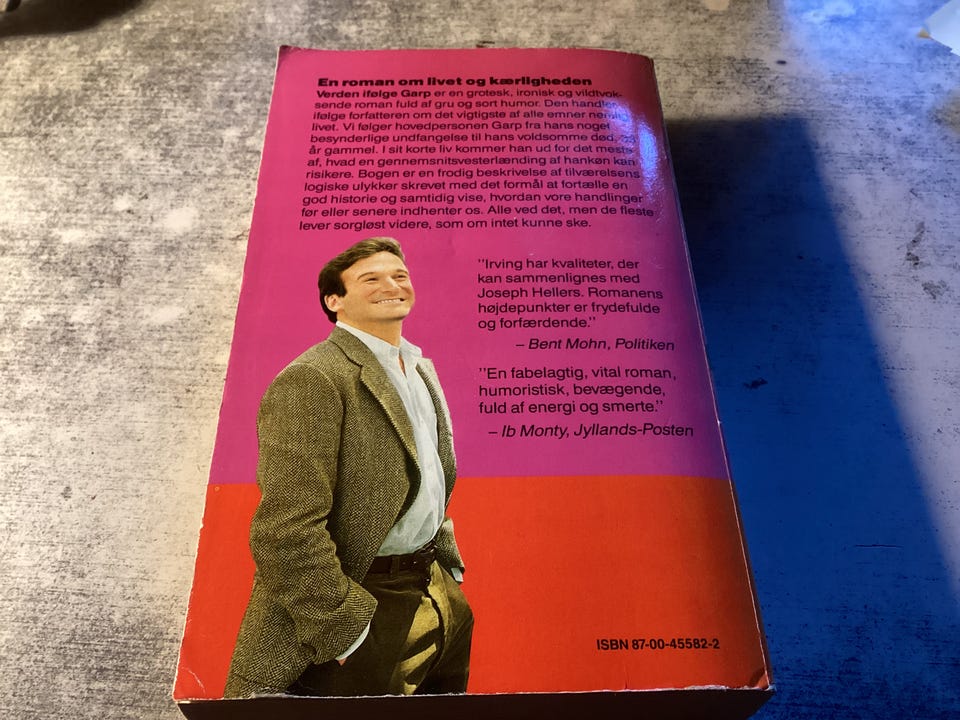 En roman om livet og kærligheden
Verden ifølge Garp er en grotesk, ironisk og vildtvok-
sende roman fuld af gru og sort humor. Den handler
ifølge forfatteren om det vigtigste af alle emner nemlig
livet. Vi følger hovedpersonen Garp fra hans noget
besynderlige undfangelse til hans voldsomme død,
år gammel. I sit korte liv kommer han ud for det meste
af, hvad en gennemsnitsvesterlænding af hankøn kan
risikere. Bogen er en frodig beskrivelse af tilværelsens
logiske ulykker skrevet med det formål at fortælle en
god historie og samtidig vise, hvordan vore handlinger
før eller senere indhenter os. Alle ved det, men de fleste
lever sorgløst videre, som om intet kunne ske.
"Irving har kvaliteter, der
kan sammenlignes med
Joseph Hellers. Romanens
højdepunkter er frydefulde
og forfærdende."
– Bent Mohn, Politiken
"En fabelagtig, vital roman,
humoristisk, bevægende,
fuld af energi og smerte."
– Ib Monty, Jyllands-Posten
ISBN 87-00-45582-2